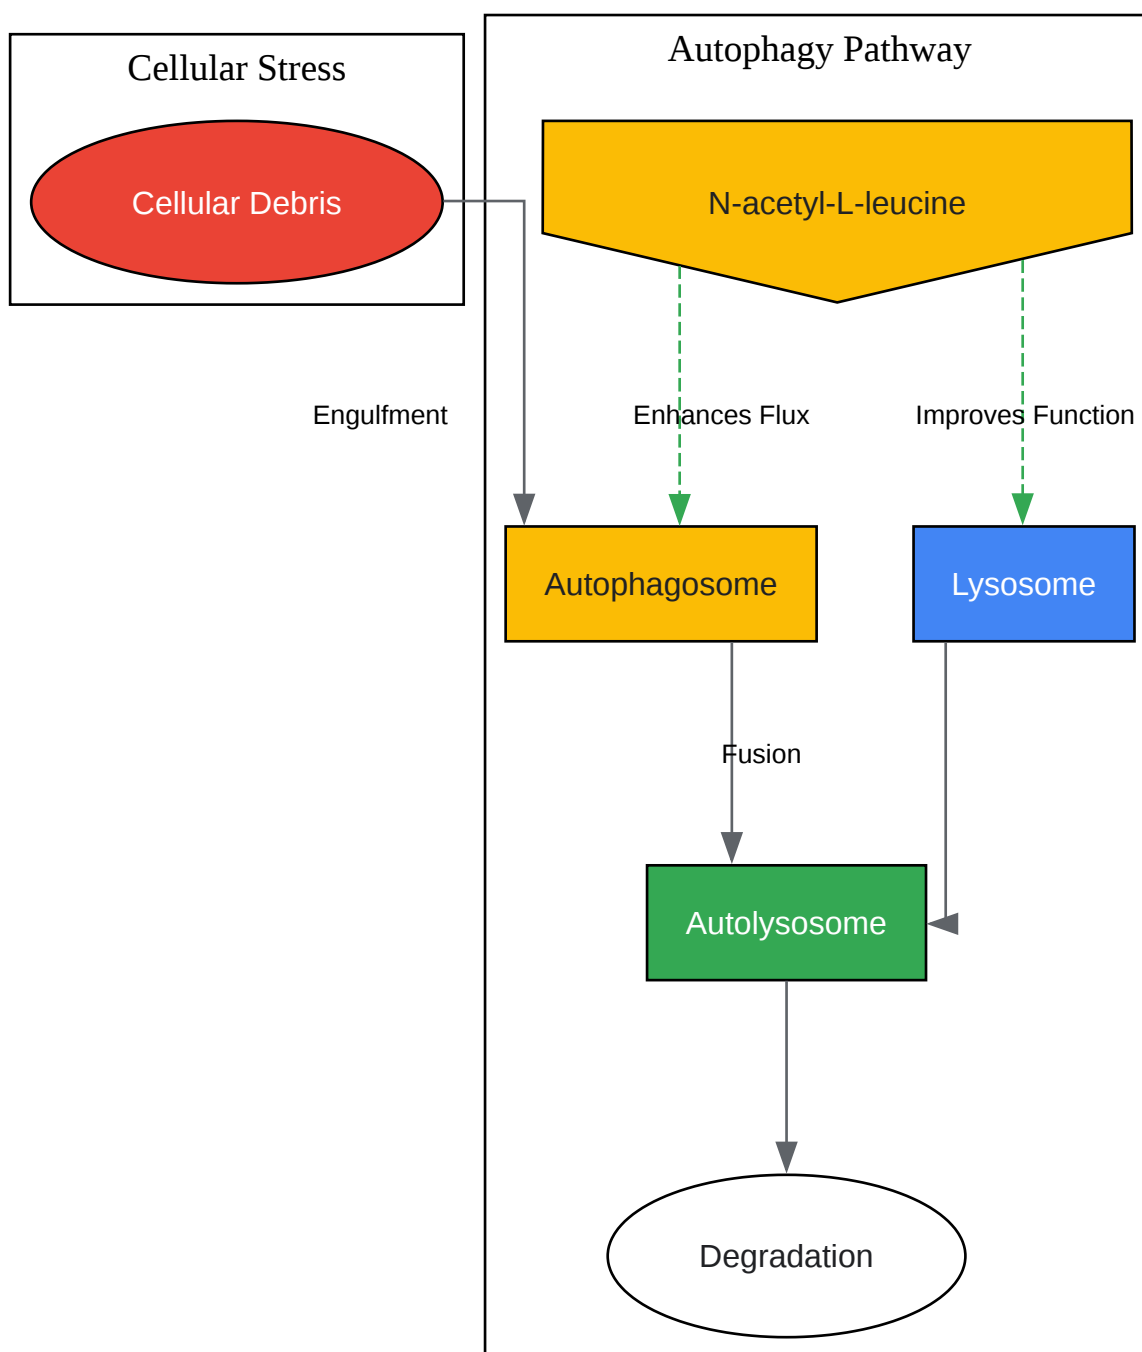 Cellular Stress
Autophagy Pathway
Cellular Debris
N-acetyl-L-leucine
Engulfment
Enhances Flux
Improves Function
Autophagosome
Lysosome
Fusion
Autolysosome
Degradation